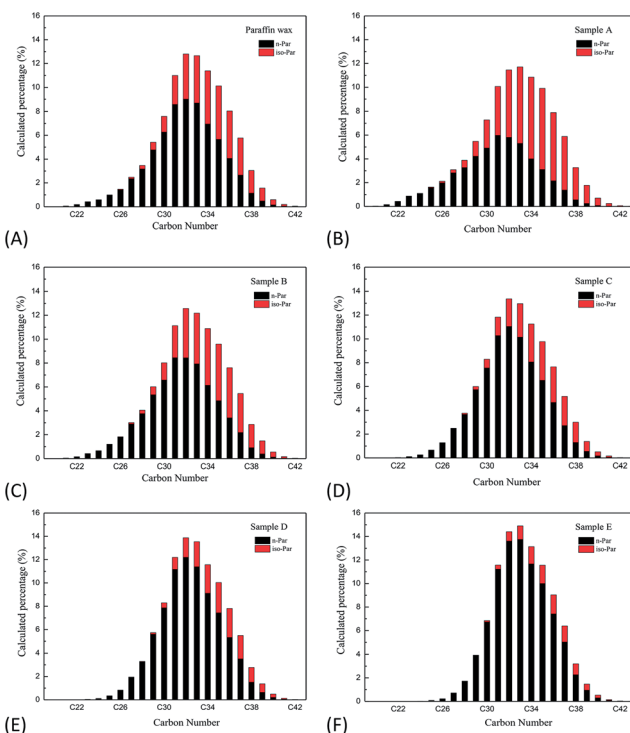 Paraffin wax
n-Par
iso-Par
Calculated percentage (%)
16
14
12
10
8
6
4
2
0
C22 C26 C30 C34 C38 C42
Carbon Number
(A)
Sample A
n-Par
iso-Par
Calculated percentage (%)
16
14
12
10
8
6
4
2
0
C22 C26 C30 C34 C38 C42
Carbon Number
(B)
Sample B
n-Par
iso-Par
Calculated percentage (%)
16
14
12
10
8
6
4
2
0
C22 C26 C30 C34 C38 C42
Carbon Number
(C)
Sample C
n-Par
iso-Par
Calculated percentage (%)
16
14
12
10
8
6
4
2
0
C22 C26 C30 C34 C38 C42
Carbon Number
(D)
Sample D
n-Par
iso-Par
Calculated percentage (%)
16
14
12
10
8
6
4
2
0
C22 C26 C30 C34 C38 C42
Carbon Number
(E)
Sample E
n-Par
iso-Par
Calculated percentage (%)
16
14
12
10
8
6
4
2
0
C22 C26 C30 C34 C38 C42
Carbon Number
(F)